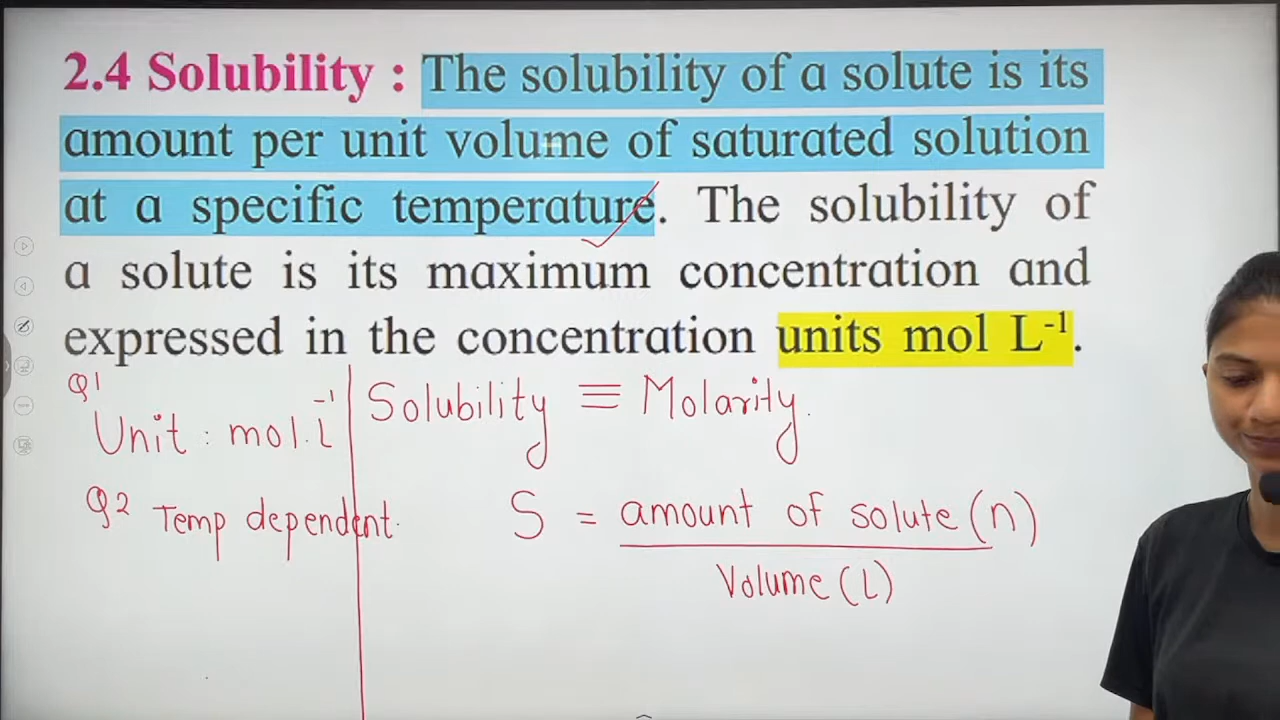 2.4 Solubility : The solubility of a solute is its
amount per unit volume of saturated solution
at a specific temperature. The solubility of
a solute is its maximum concentration and
expressed in the concentration units mol L⁻¹.
Q1
Unit : mol.L⁻¹
Q2 Temp dependent.
Solubility ≡ Molarity.
S = amount of solute (n)
Volume (L)